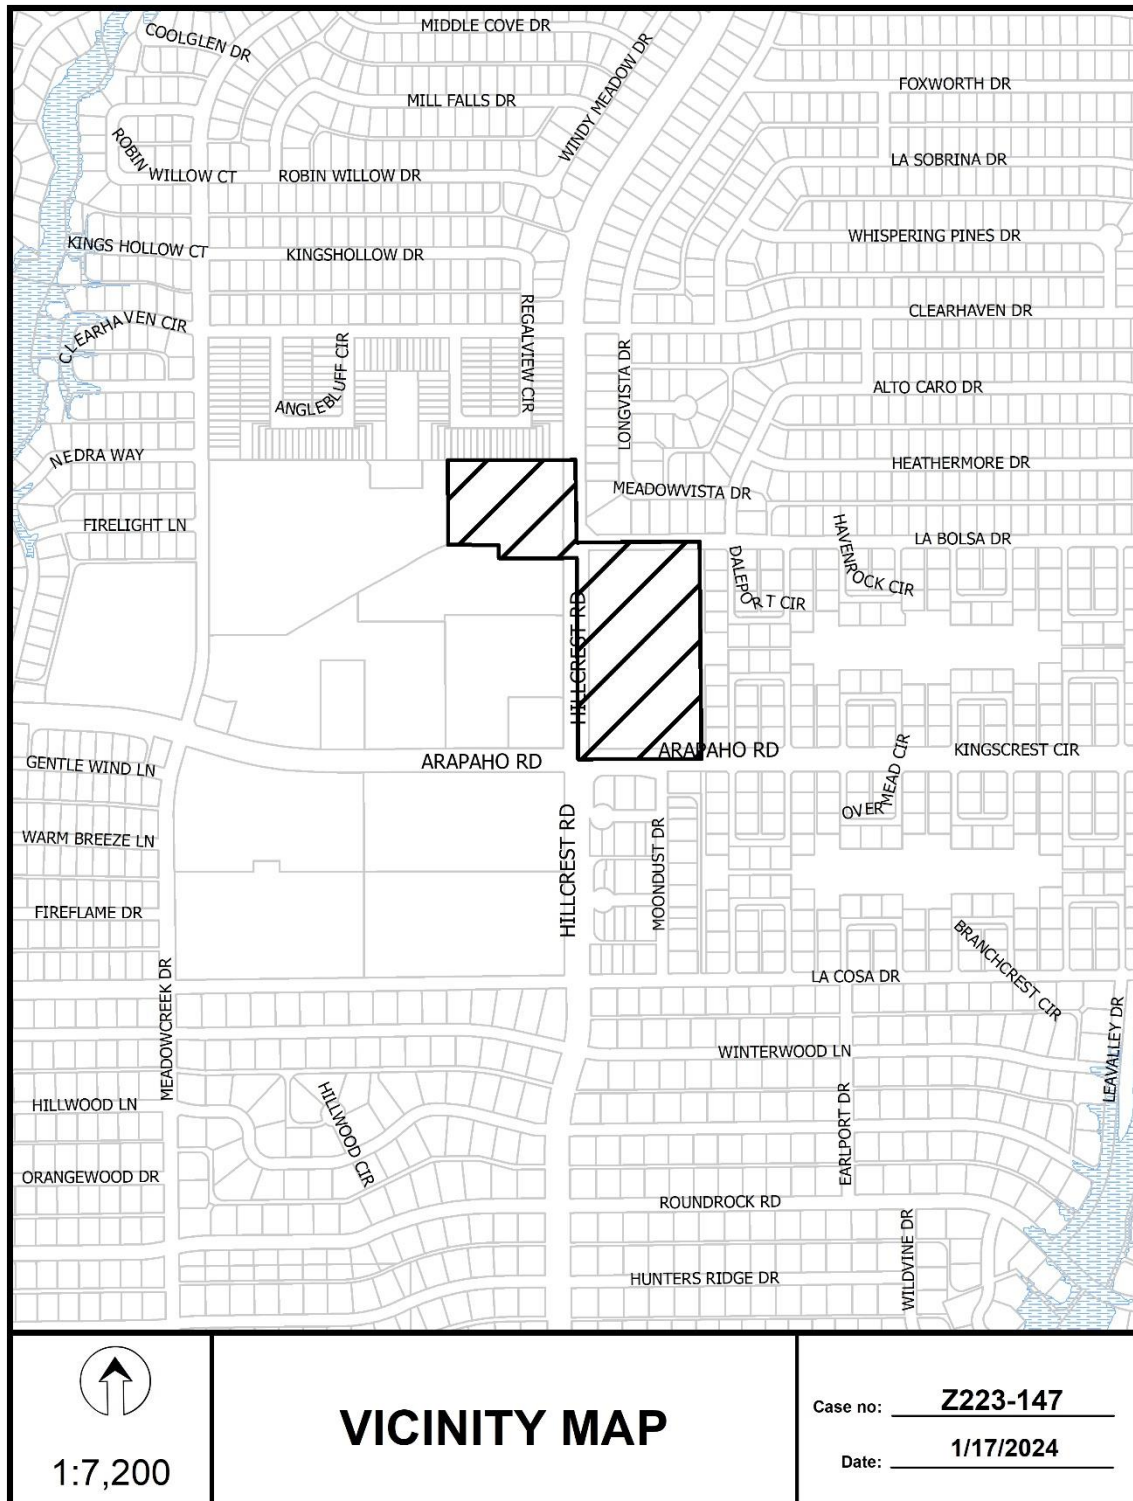 MIDDLE COVE DR
COOLGLEN DR
WINDY MEADOW DR
FOXWORTH DR
MILL FALLS DR
ROBIN
WILLOW CT
ROBIN WILLOW DR
LA SOBRINA DR
WHISPERING PINES DR
KINGS HOLLOW CT
KINGSHOLLOW DR
CLEARHAVEN CIR
REGALVIEW CIR
CLEARHAVEN DR
ANGLEBLUFF CIR
LONGVISTA DR
ALTO CARO DR
NEDRA WAY
HEATHERMORE DR
MEADOWVISTA DR
FIRELIGHT LN
HAVENROCK CIR
LA BOLSA DR
DALEPORT CIR
HILLCREST RD
ARAPAHO RD
ARAPAHO RD
KINGSCREST CIR
GENTLE WIND LN
OVER MEAD CIR
WARM BREEZE LN
HILLCREST RD
MOONDUST DR
FIREFLAME DR
BRANCHCREST CIR
LA COSA DR
MEADOWCREEK DR
LEAVALLEY DR
WINTERWOOD LN
HILLWOOD LN
HILLWOOD CIR
EARLPORT DR
ORANGEWOOD DR
ROUNDROCK RD
WILDVINE DR
HUNTERS RIDGE DR
1:7,200
VICINITY MAP
Case no: Z223-147
Date: 1/17/2024